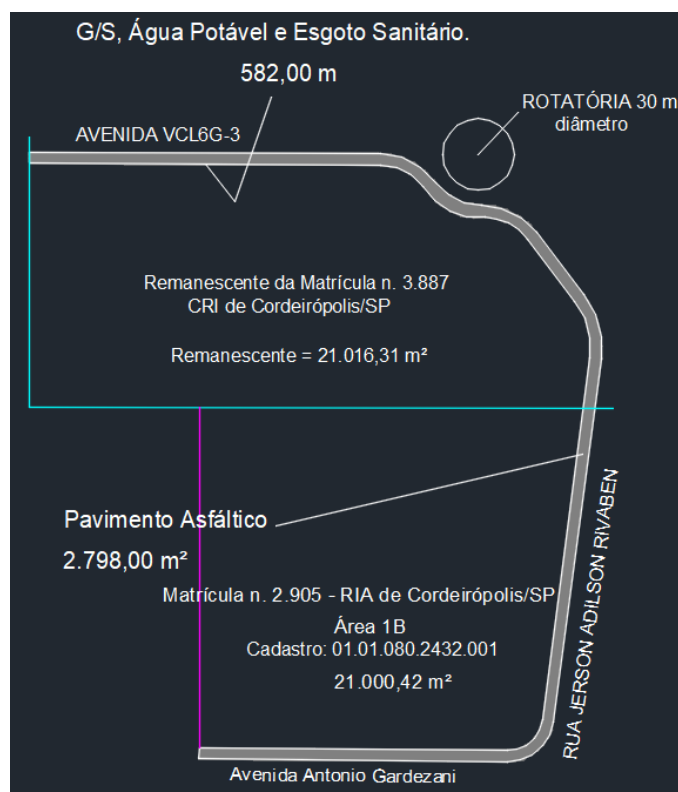 G/S, Água Potável e Esgoto Sanitário.
582,00 m
ROTATÓRIA 30 m
diâmetro
AVENIDA VCL6G-3
Remanescente da Matrícula n. 3.887
CRI de Cordeirópolis/SP
Remanescente = 21.016,31 m²
Pavimento Asfáltico
2.798,00 m²
RUA JERSON ADILSON RIVABEN
Matrícula n. 2.905 - RIA de Cordeirópolis/SP
Área 1B
Cadastro: 01.01.080.2432.001
21.000,42 m²
Avenida Antonio Gardezani